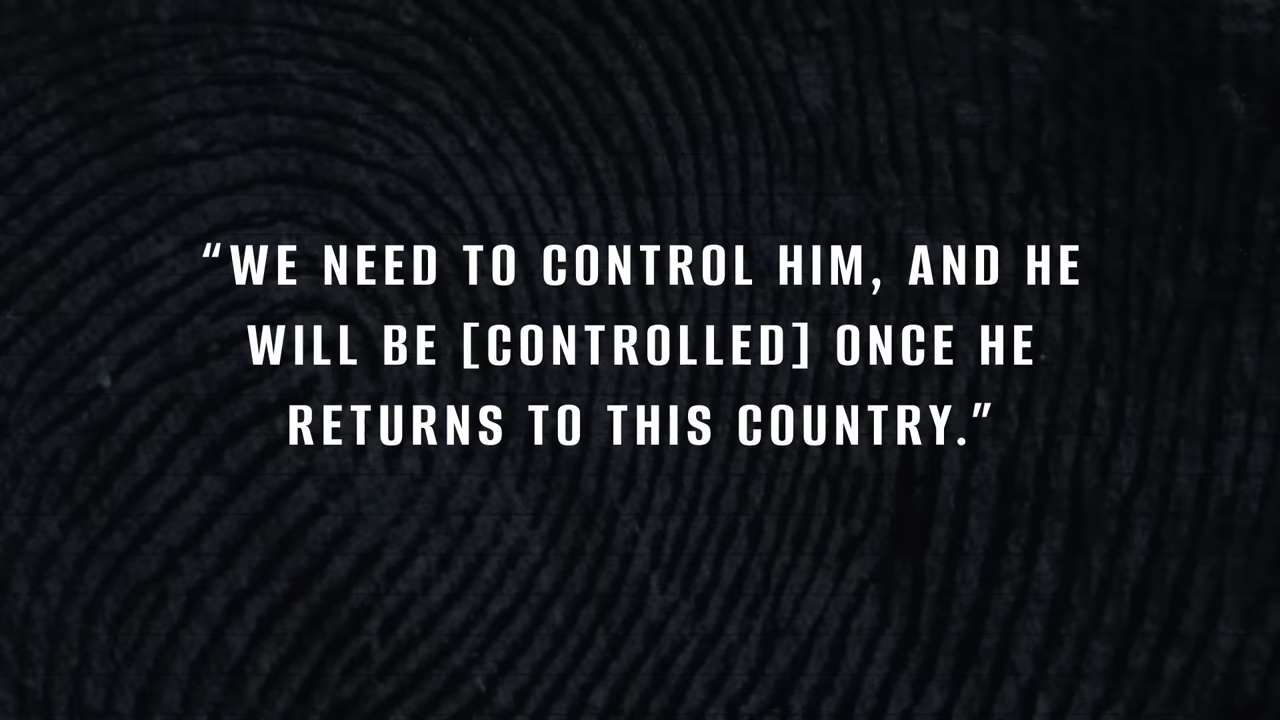 “WE NEED TO CONTROL HIM, AND HE
WILL BE [CONTROLLED] ONCE HE
RETURNS TO THIS COUNTRY.”